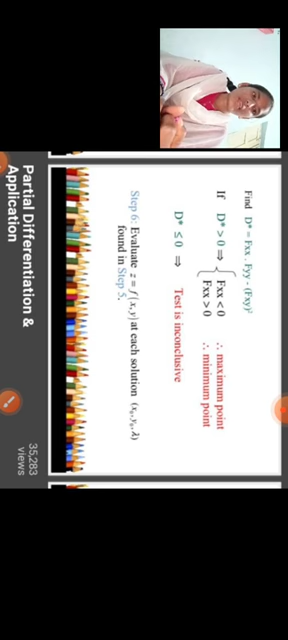 Find D* = Fxx . Fyy - (Fxy)²
If D* > 0 ⇒ { Fxx < 0 ∴ maximum point
Fxx > 0 ∴ minimum point
D* ≤ 0 ⇒ Test is inconclusive
Step 6: Evaluate z = f(x, y) at each solution (x₀, y₀, λ)
found in Step 5.
Partial Differentiation &
Application
35,283
views